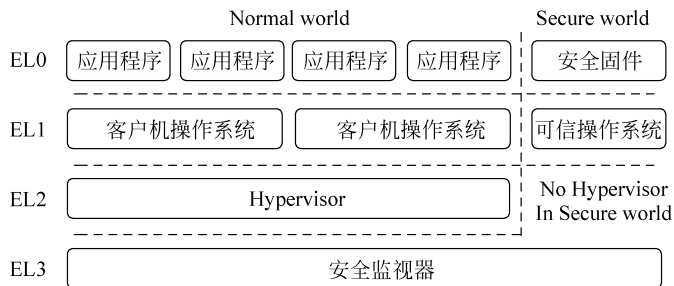 Normal world Secure world
EL0 应用程序 应用程序 应用程序 应用程序 安全固件
EL1 客户机操作系统 客户机操作系统 可信操作系统
EL2 Hypervisor No Hypervisor
In Secure world
EL3 安全监视器